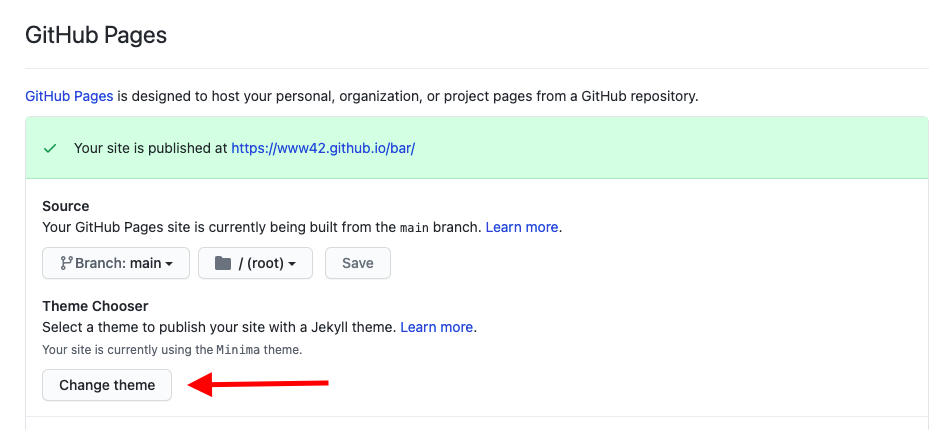 GitHub Pages
GitHub Pages is designed to host your personal, organization, or project pages from a GitHub repository.
Your site is published at https://www42.github.io/bar/
Source
Your GitHub Pages site is currently being built from the main branch. Learn more.
Branch: main
/ (root)
Save
Theme Chooser
Select a theme to publish your site with a Jekyll theme. Learn more.
Your site is currently using the Minima theme.
Change theme